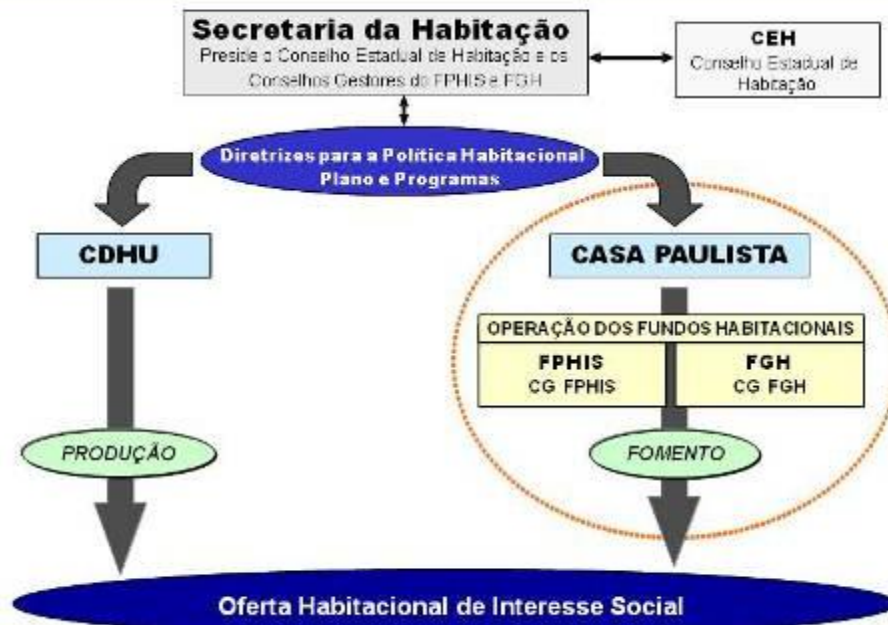 Secretaria da Habitação
Preside o Conselho Estadual de Habitação e os
Conselhos Gestores do FPHIS e FGH
CEH
Conselho Estadual de
Habitação
Diretrizes para a Política Habitacional
Plano e Programas
CDHU
CASA PAULISTA
OPERAÇÃO DOS FUNDOS HABITACIONAIS
FPHIS
CG FPHIS
FGH
CG FGH
PRODUÇÃO
FOMENTO
Oferta Habitacional de Interesse Social